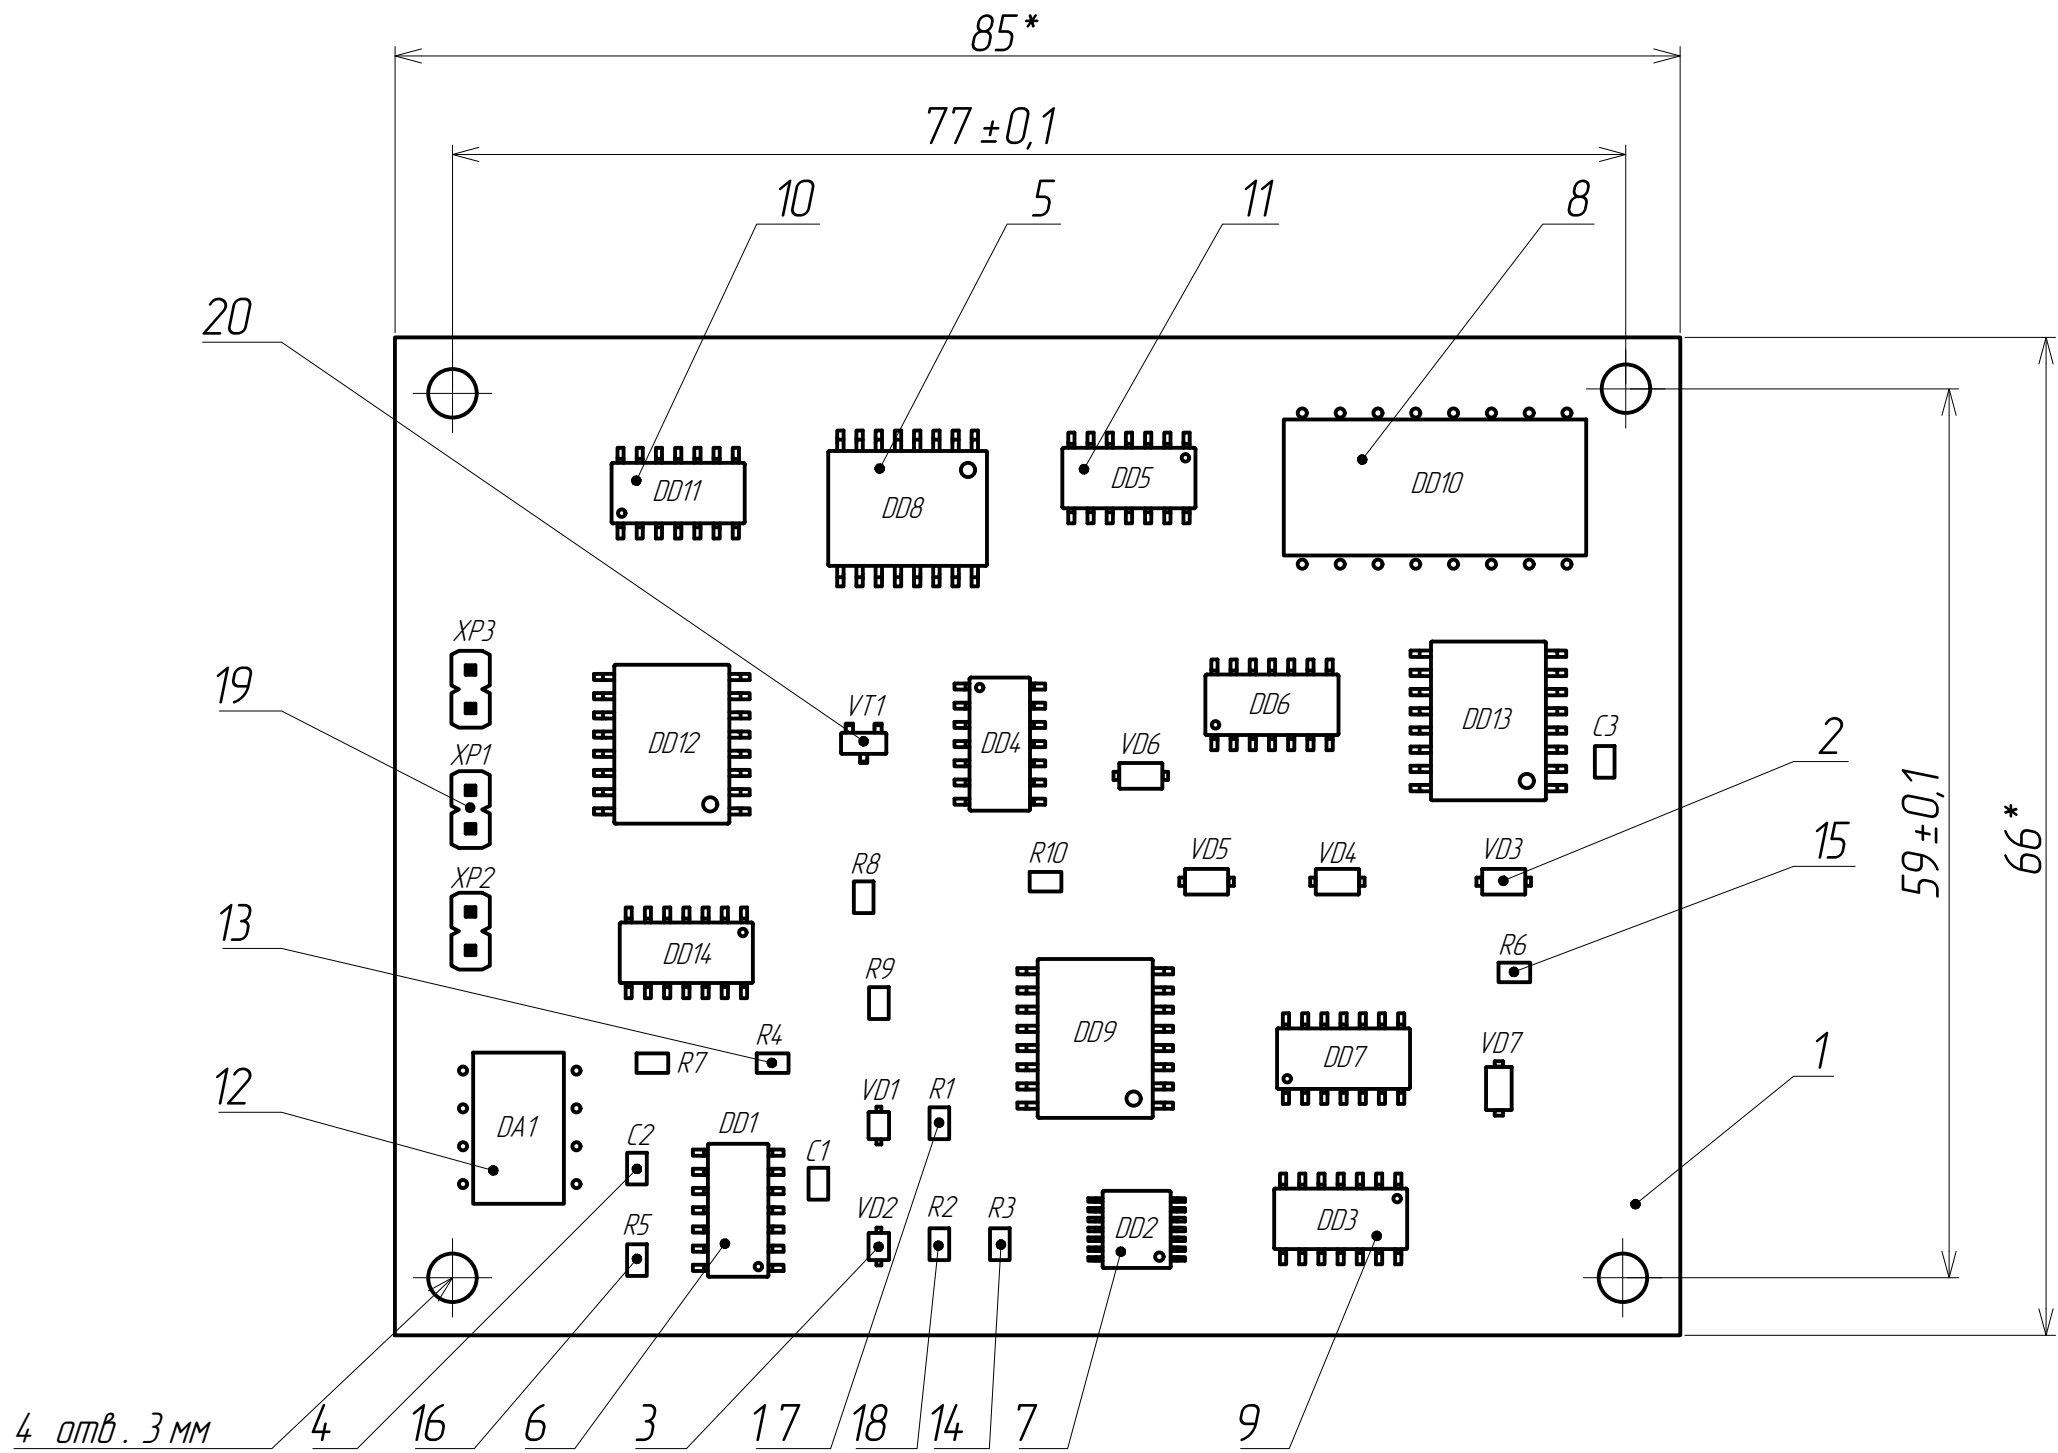 85*
77±0,1
10
5
11
8
20
DD11
DD8
DD5
DD10
XP3
19
VT1
DD12
DD4
VD6
DD6
DD13
C3
2
XP1
59±0,1
66*
15
R8
R10
VD5
VD4
VD3
XP2
13
DD14
R9
R6
DD9
R4
R7
DD7
VD7
1
12
DA1
VD1
R1
C2
DD1
C1
R5
VD2
R2
R3
DD2
DD3
4 отв. 3 мм
4
16
6
3
17
18
14
7
9